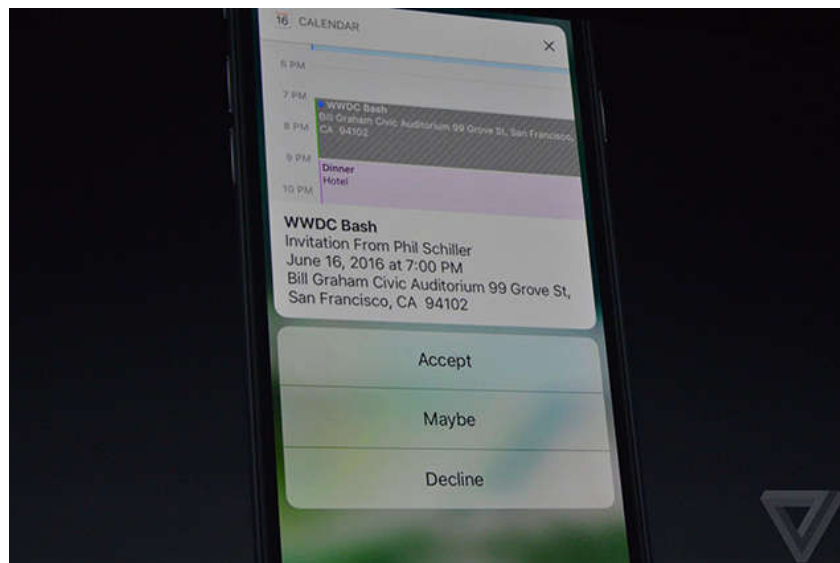 16 CALENDAR
6 PM
7 PM
WWDC Bash
Bill Graham Civic Auditorium 99 Grove St, San Francisco,
8 PM
CA 94102
9 PM
Dinner
Hotel
10 PM
WWDC Bash
Invitation From Phil Schiller
June 16, 2016 at 7:00 PM
Bill Graham Civic Auditorium 99 Grove St,
San Francisco, CA 94102
Accept
Maybe
Decline